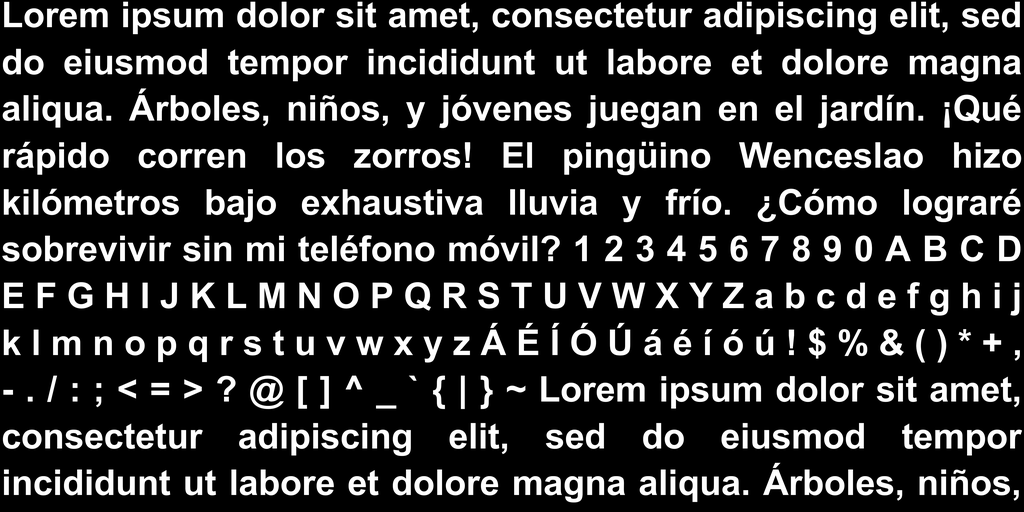 Lorem ipsum dolor sit amet, consectetur adipiscing elit, sed
do eiusmod tempor incididunt ut labore et dolore magna
aliqua. Árboles, niños, y jóvenes juegan en el jardín. ¡Qué
rápido corren los zorros! El pingüino Wenceslao hizo
kilómetros bajo exhaustiva lluvia y frío. ¿Cómo lograré
sobrevivir sin mi teléfono móvil? 1 2 3 4 5 6 7 8 9 0 A B C D
E F G H I J K L M N O P Q R S T U V W X Y Z a b c d e f g h i j
k l m n o p q r s t u v w x y z Á É Í Ó Ú á é í ó ú ! $ % & ( ) * + ,
- . / : ; < = > ? @ [ ] ^ _ ` { | } ~ Lorem ipsum dolor sit amet,
consectetur adipiscing elit, sed do eiusmod tempor
incididunt ut labore et dolore magna aliqua. Árboles, niños,